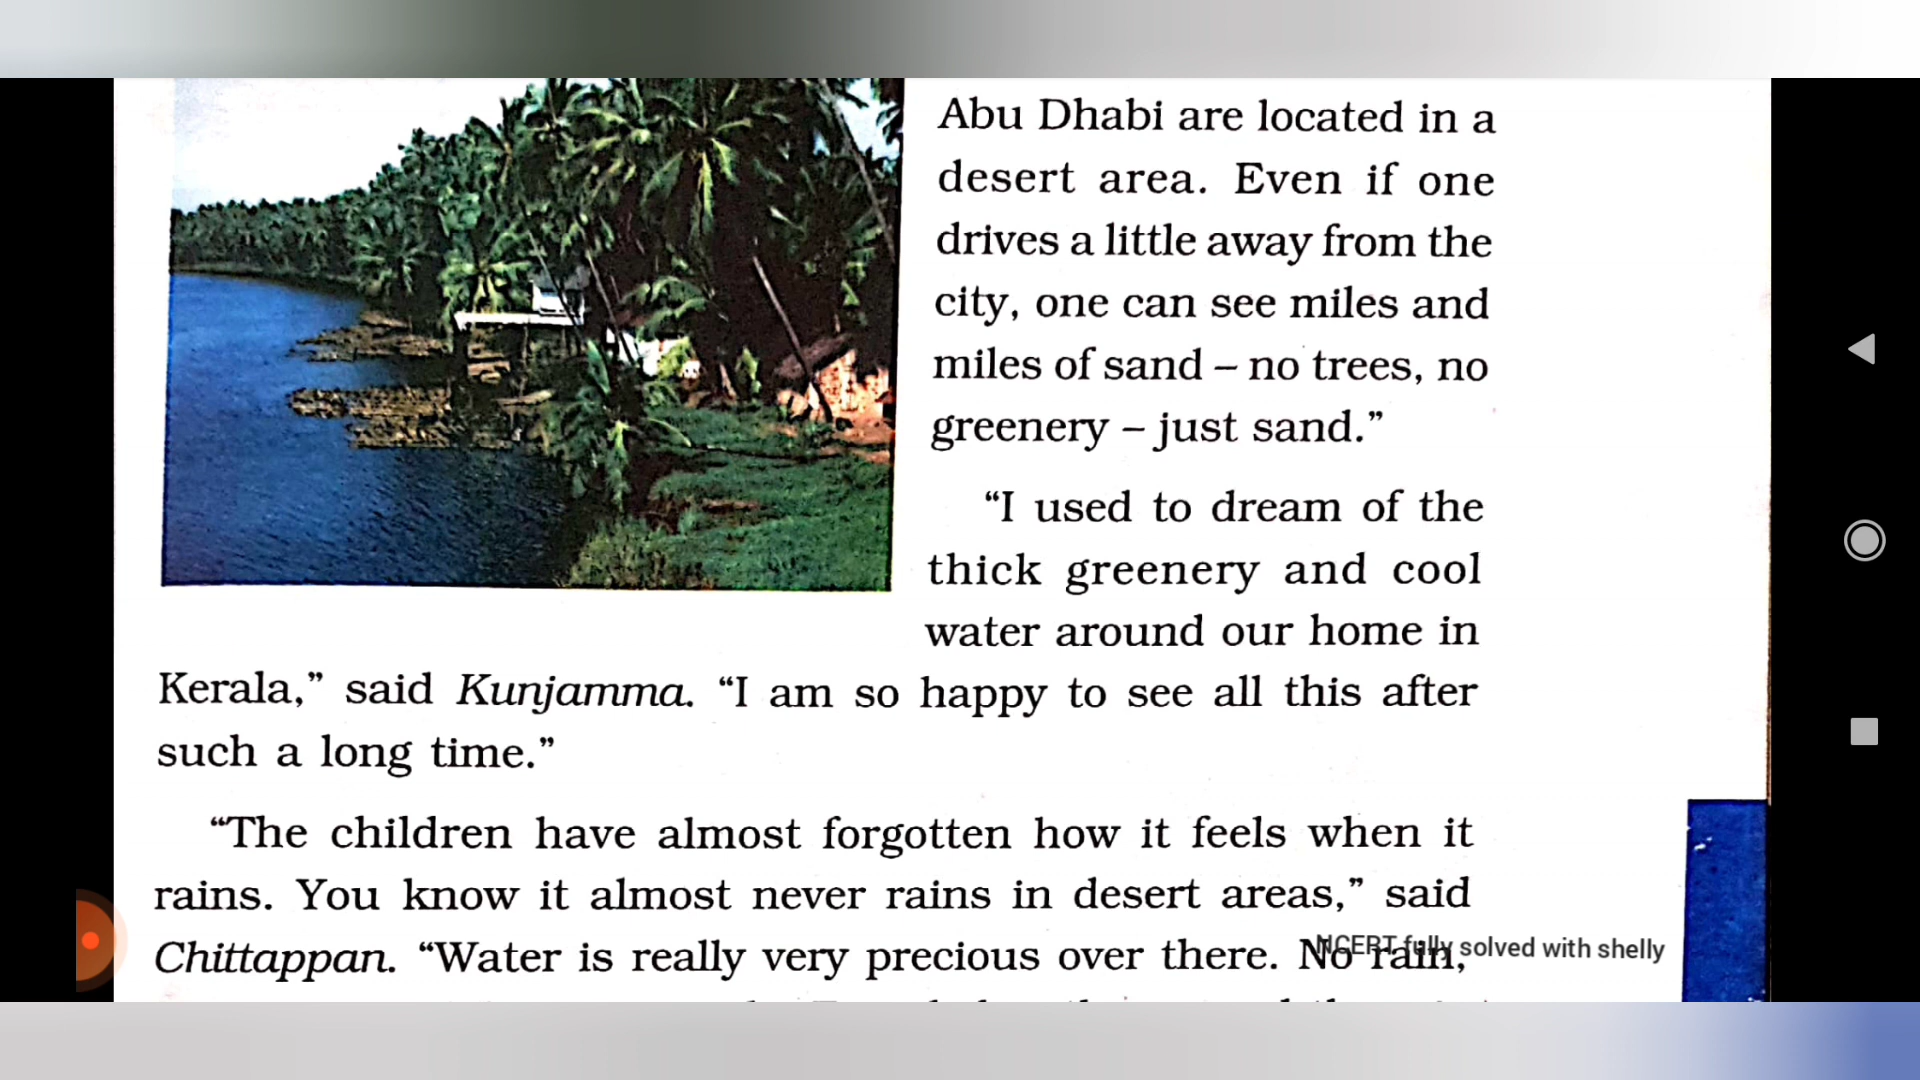 Abu Dhabi are located in a
desert area. Even if one
drives a little away from the
city, one can see miles and
miles of sand – no trees, no
greenery – just sand.”
“I used to dream of the
thick greenery and cool
water around our home in
Kerala,” said Kunjamma. “I am so happy to see all this after
such a long time.”
“The children have almost forgotten how it feels when it
rains. You know it almost never rains in desert areas,” said
Chittappan. “Water is really very precious over there. No rain,
NCERT fully solved with shelly